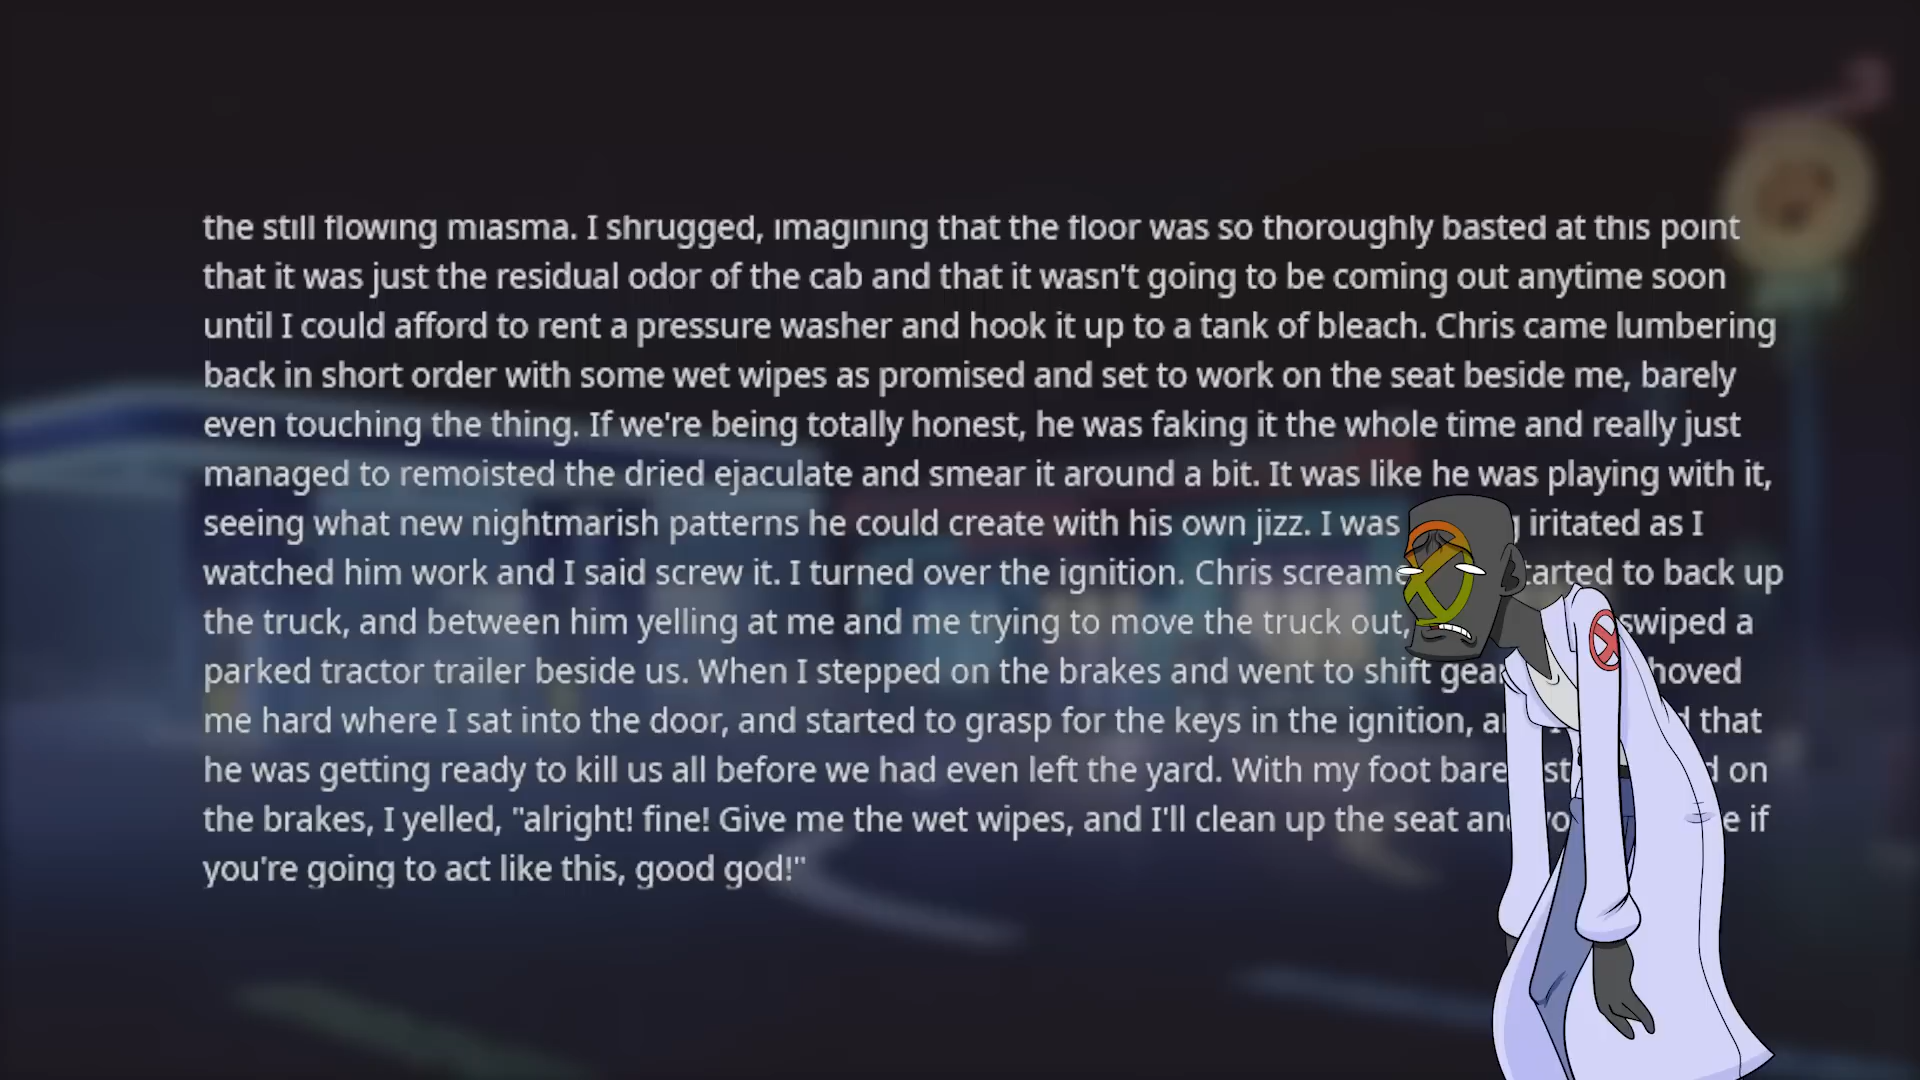 the still flowing miasma. I shrugged, imagining that the floor was so thoroughly basted at this point
that it was just the residual odor of the cab and that it wasn't going to be coming out anytime soon
until I could afford to rent a pressure washer and hook it up to a tank of bleach. Chris came lumbering
back in short order with some wet wipes as promised and set to work on the seat beside me, barely
even touching the thing. If we're being totally honest, he was faking it the whole time and really just
managed to remoisted the dried ejaculate and smear it around a bit. It was like he was playing with it,
seeing what new nightmarish patterns he could create with his own jizz. I was iritated as I
watched him work and I said screw it. I turned over the ignition. Chris to back up
the truck, and between him yelling at me and me trying to move the truck out, swiped a
parked tractor trailer beside us. When I stepped on the brakes and went to shift
me hard where I sat into the door, and started to grasp for the keys in the ignition, that
he was getting ready to kill us all before we had even left the yard. With my foot on
the brakes, I yelled, "alright! fine! Give me the wet wipes, and I'll clean up the seat if
you're going to act like this, good god!"